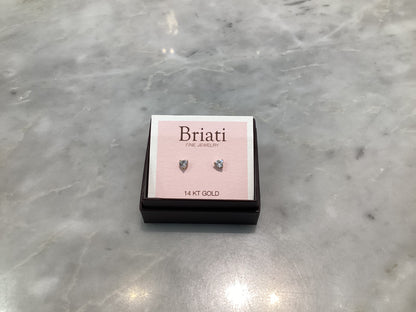 Briati
FINE JEWELRY
14 KT GOLD